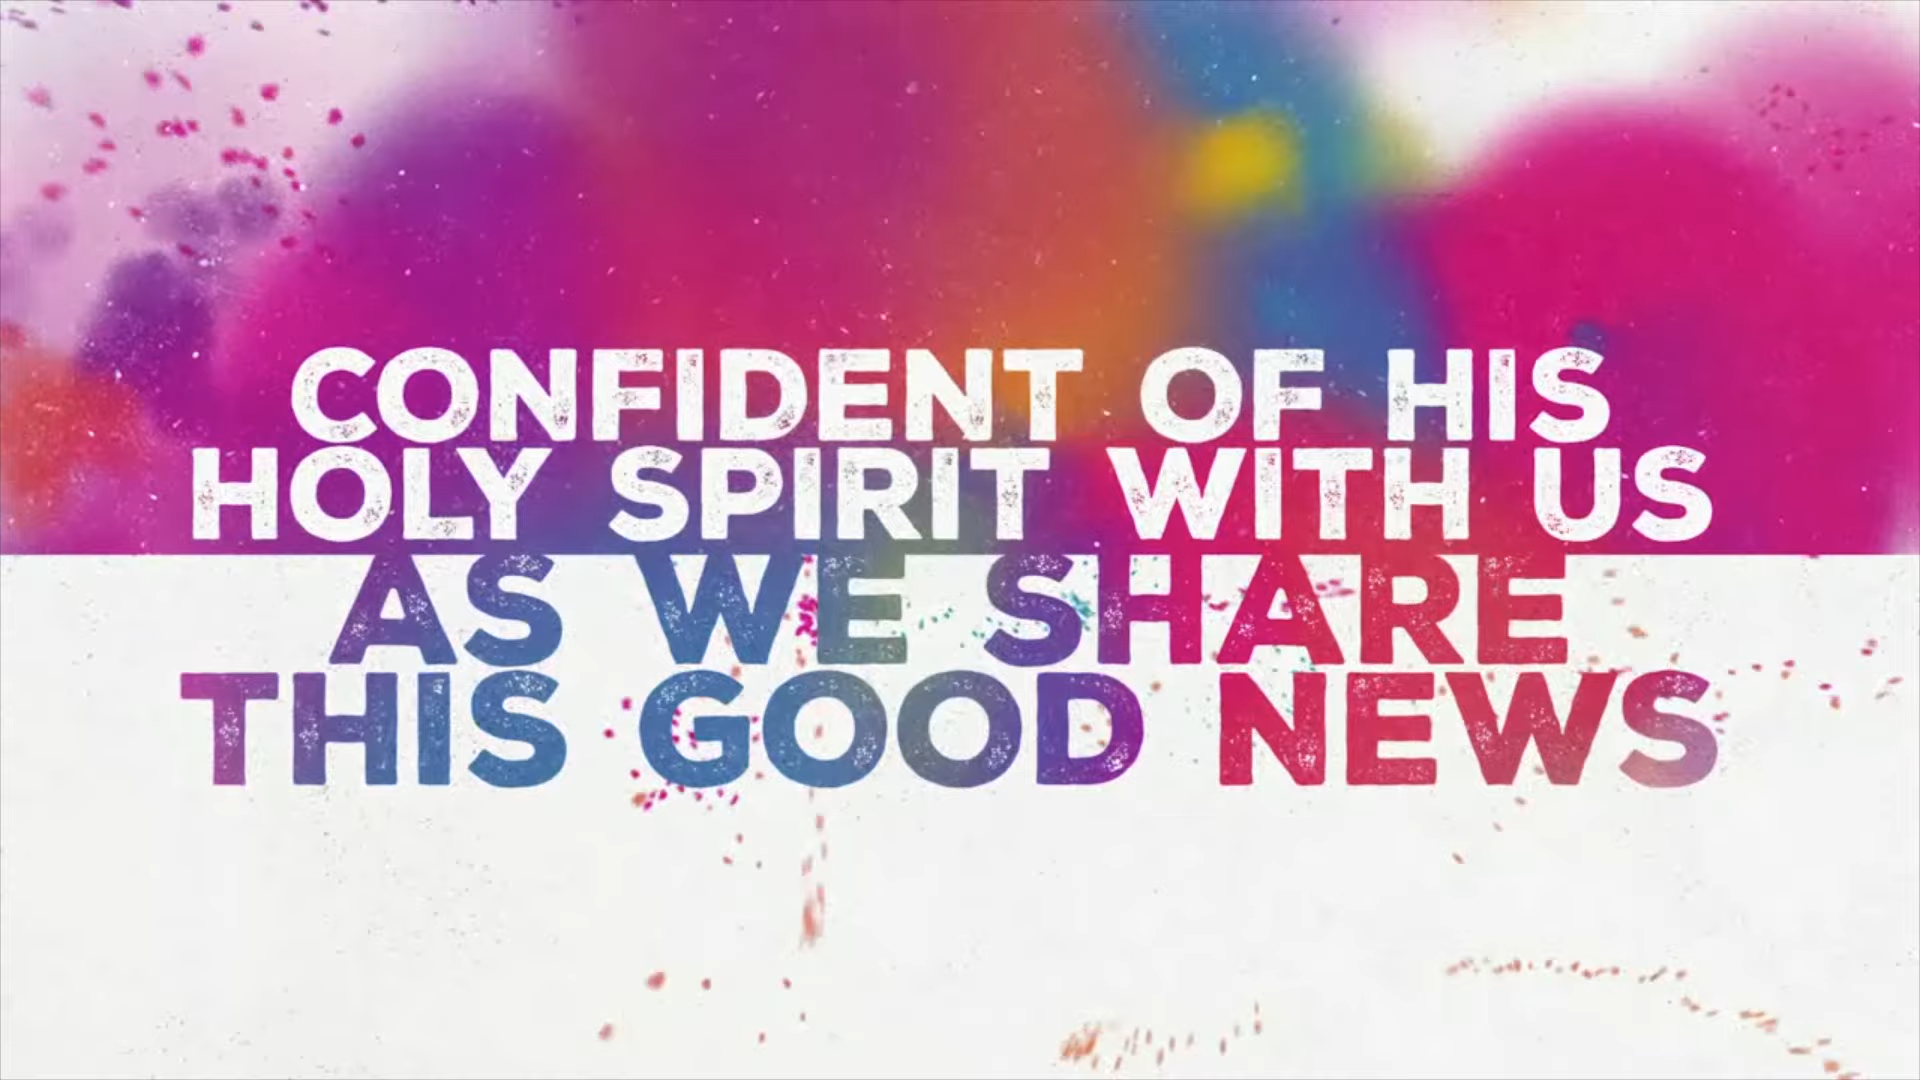 CONFIDENT OF HIS
HOLY SPIRIT WITH US
AS WE SHARE
THIS GOOD NEWS